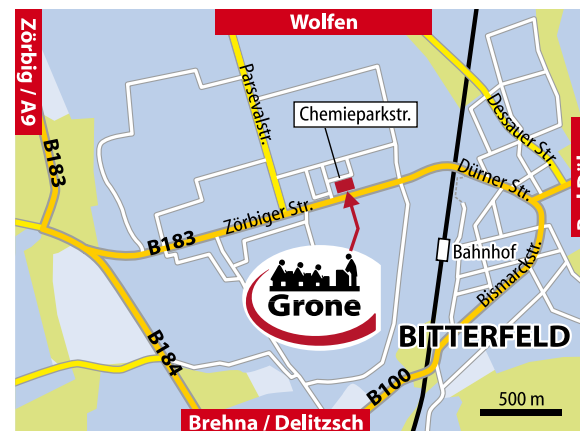 Wolfen
Zörbig / A9
Parsevalstr.
Chemieparkstr.
Dessauer Str.
B183
Dürner Str.
Zörbiger Str.
B183
Bahnhof
Bismarckstr.
Grone
BITTERFELD
B184
B100
500 m
Brehna / Delitzsch